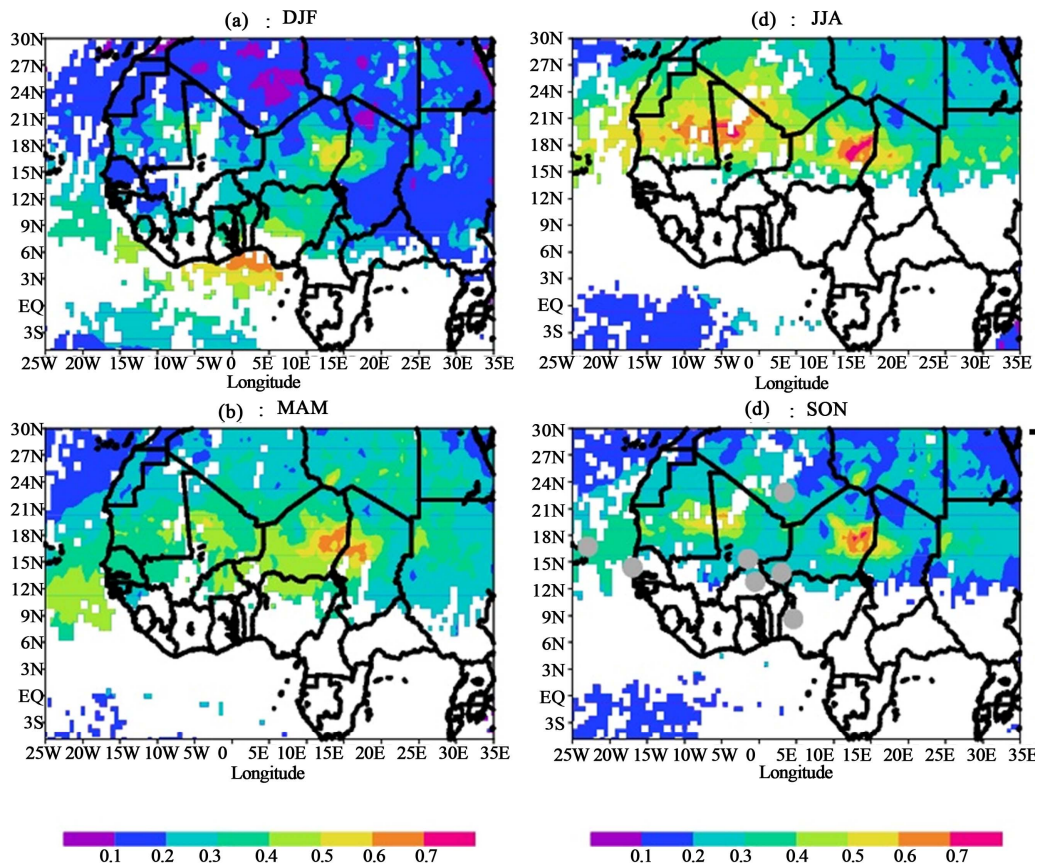 (a) : DJF
30N
27N
24N
21N
18N
15N
12N
9N
6N
3N
EQ
3S
25W 20W 15W 10W 5W 0 5E 10E 15E 20E 25E 30E 35E
Longitude
(d) : JJA
30N
27N
24N
21N
18N
15N
12N
9N
6N
3N
EQ
3S
25W 20W 15W 10W 5W 0 5E 10E 15E 20E 25E 30E 35E
Longitude
(b) : MAM
30N
27N
24N
21N
18N
15N
12N
9N
6N
3N
EQ
3S
25W 20W 15W 10W 5W 0 5E 10E 15E 20E 25E 30E 35E
Longitude
(d) : SON
30N
27N
24N
21N
18N
15N
12N
9N
6N
3N
EQ
3S
25W 20W 15W 10W 5W 0 5E 10E 15E 20E 25E 30E 35E
Longitude
0.1 0.2 0.3 0.4 0.5 0.6 0.7
0.1 0.2 0.3 0.4 0.5 0.6 0.7